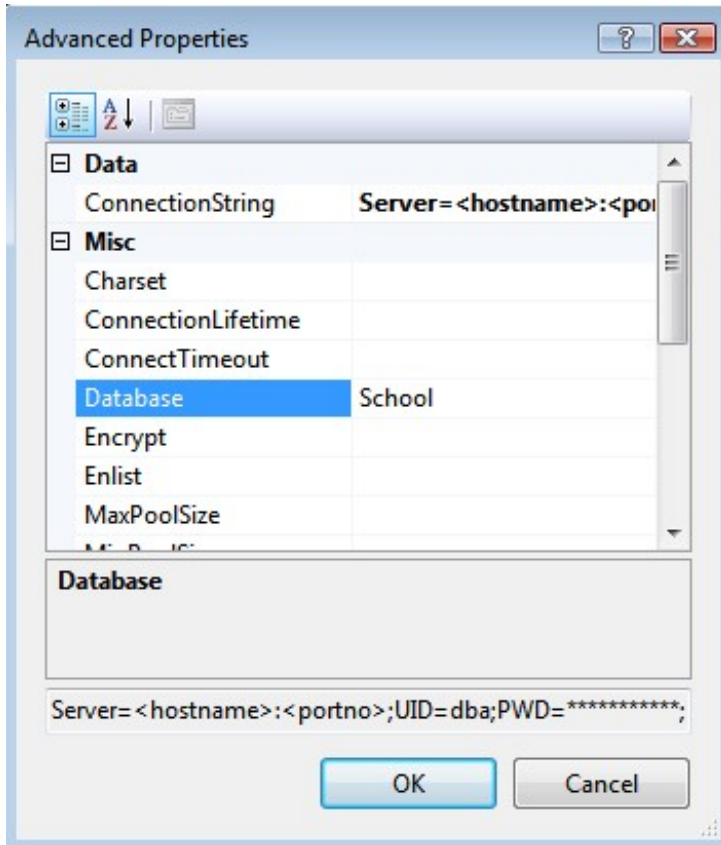 Advanced Properties
Data
ConnectionString Server=<hostname>:<por
Misc
Charset
ConnectionLifetime
ConnectTimeout
Database School
Encrypt
Enlist
MaxPoolSize
Database
Server=<hostname>:<portno>;UID=dba;PWD=***********;
OK Cancel